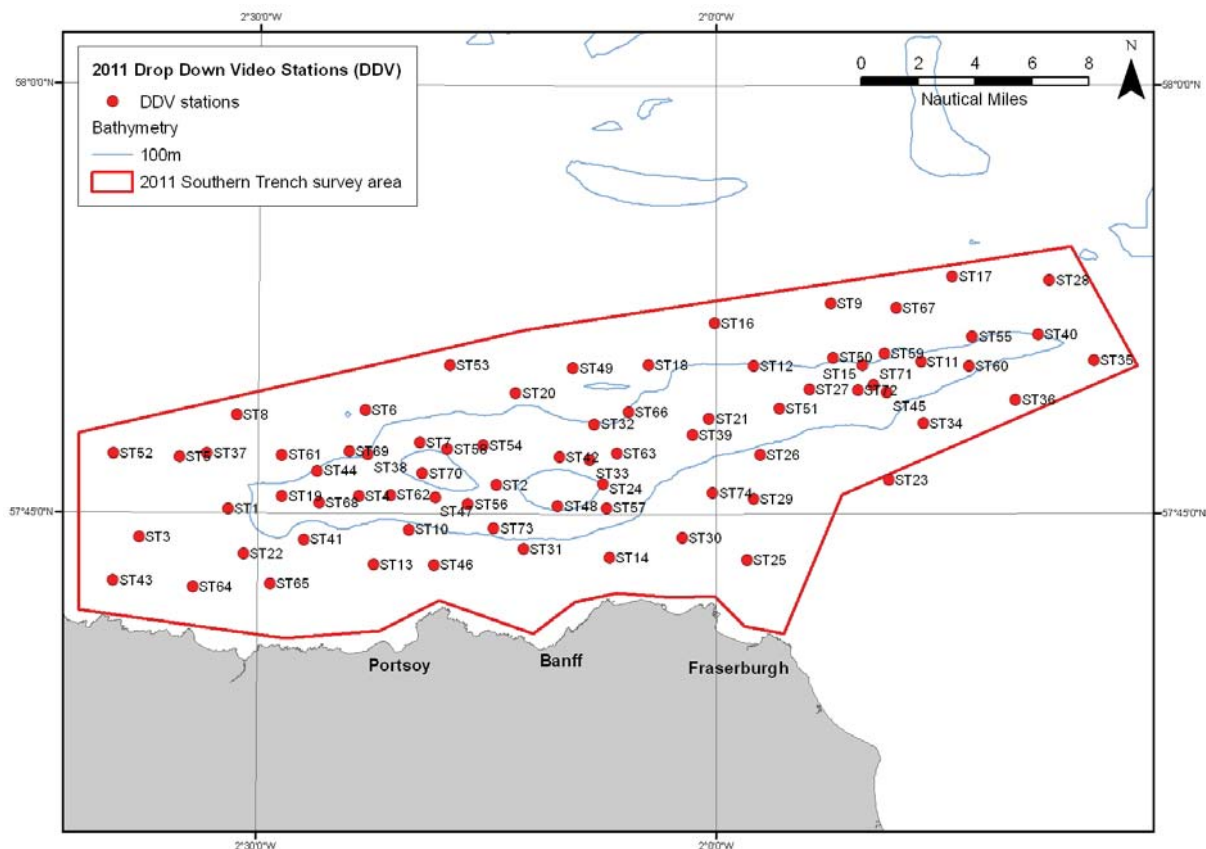 2°30'0"W 2°0'0"W
2011 Drop Down Video Stations (DDV)
DDV stations
Bathymetry
100m
2011 Southern Trench survey area
0 2 4 6 8
Nautical Miles
N
58°0'0"N 58°0'0"N
ST17
ST28
ST9
ST67
ST16
ST55
ST40
ST53
ST49
ST18
ST12
ST50
ST59
ST11
ST60
ST35
ST15
ST71
ST20
ST27
ST72
ST45
ST36
ST8
ST6
ST66
ST51
ST32
ST21
ST34
ST39
ST52
ST5
ST37
ST61
ST69
ST38
ST7
ST58
ST54
ST42
ST33
ST63
ST26
ST44
ST70
ST23
ST19
ST68
ST4
ST62
ST47
ST2
ST24
ST74
ST29
ST1
ST56
ST48
ST57
57°45'0"N 57°45'0"N
ST3
ST22
ST41
ST10
ST73
ST31
ST14
ST30
ST25
ST43
ST64
ST65
ST13
ST46
Portsoy Banff Fraserburgh
2°30'0"W 2°0'0"W